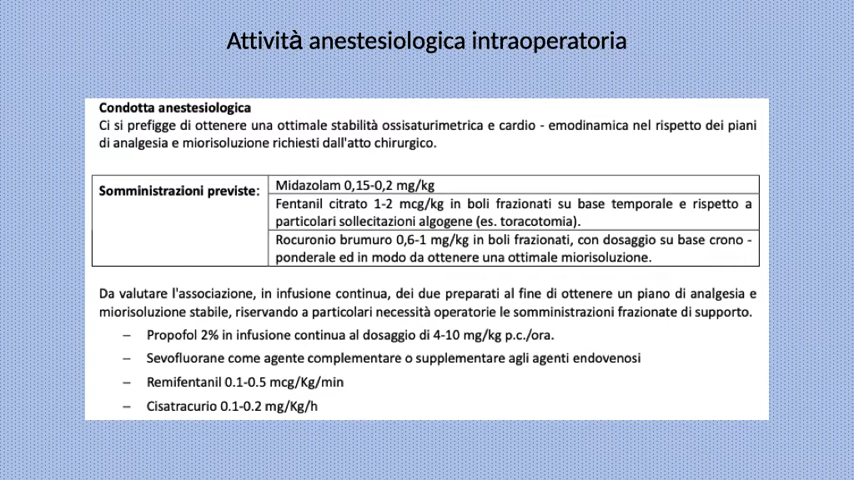 Attività anestesiologica intraoperatoria
Condotta anestesiologica
Ci si prefigge di ottenere una ottimale stabilità ossisaturimetrica e cardio - emodinamica nel rispetto dei piani
di analgesia e miorisoluzione richiesti dall'atto chirurgico.
Somministrazioni previste:
Midazolam 0,15-0,2 mg/kg
Fentanil citrato 1-2 mcg/kg in boli frazionati su base temporale e rispetto a
particolari sollecitazioni algogene (es. toracotomia).
Rocuronio brumuro 0,6-1 mg/kg in boli frazionati, con dosaggio su base crono -
ponderale ed in modo da ottenere una ottimale miorisoluzione.
Da valutare l'associazione, in infusione continua, dei due preparati al fine di ottenere un piano di analgesia e
miorisoluzione stabile, riservando a particolari necessità operatorie le somministrazioni frazionate di supporto.
– Propofol 2% in infusione continua al dosaggio di 4-10 mg/kg p.c./ora.
– Sevofluorane come agente complementare o supplementare agli agenti endovenosi
– Remifentanil 0.1-0.5 mcg/Kg/min
– Cisatracurio 0.1-0.2 mg/Kg/h